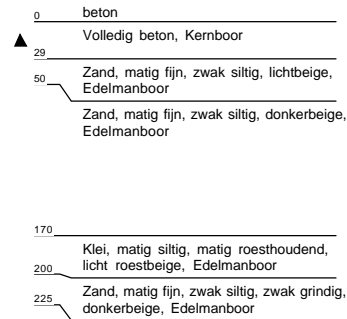 0 beton
Volledig beton, Kernboor
29
Zand, matig fijn, zwak siltig, lichtbeige,
Edelmanboor
50
Zand, matig fijn, zwak siltig, donkerbeige,
Edelmanboor
170
Klei, matig siltig, matig roesthoudend,
licht roestbeige, Edelmanboor
200
Zand, matig fijn, zwak siltig, zwak grindig,
donkerbeige, Edelmanboor
225